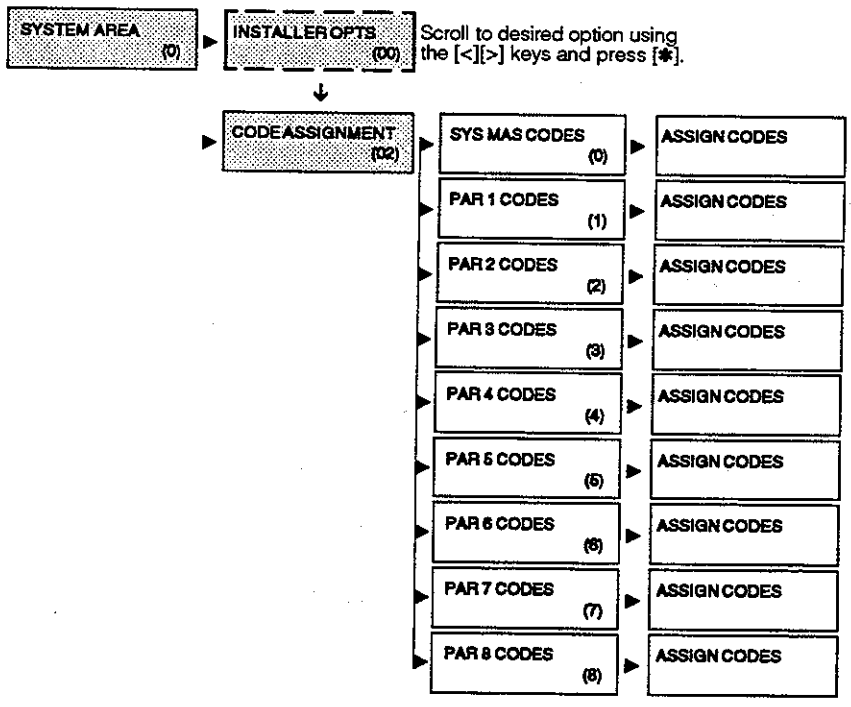 SYSTEM AREA
(0)
INSTALLER OPTS
(00)
Scroll to desired option using
the [<][>] keys and press [✱].
CODE ASSIGNMENT
(02)
SYS MAS CODES
(0)
ASSIGN CODES
PAR 1 CODES
(1)
ASSIGN CODES
PAR 2 CODES
(2)
ASSIGN CODES
PAR 3 CODES
(3)
ASSIGN CODES
PAR 4 CODES
(4)
ASSIGN CODES
PAR 5 CODES
(5)
ASSIGN CODES
PAR 6 CODES
(6)
ASSIGN CODES
PAR 7 CODES
(7)
ASSIGN CODES
PAR 8 CODES
(8)
ASSIGN CODES